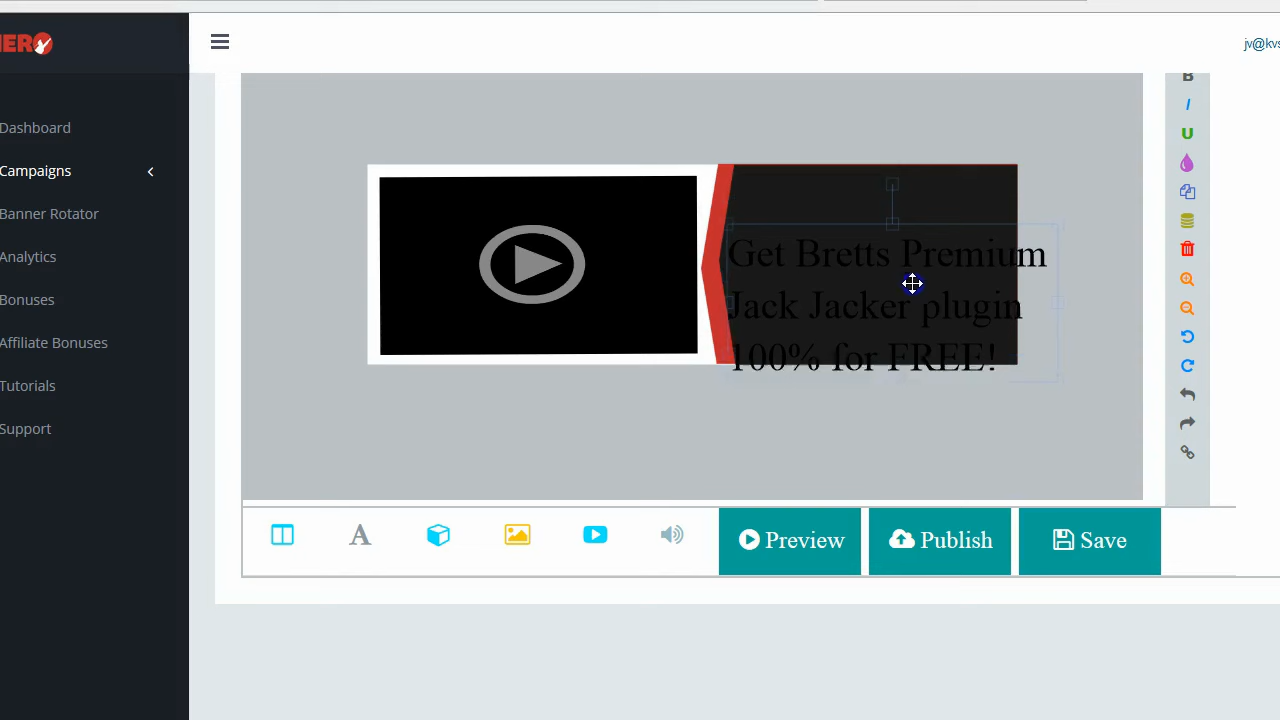 HERO
jv@kvs
Dashboard
Campaigns
Banner Rotator
Analytics
Bonuses
Affiliate Bonuses
Tutorials
Support
Get Bretts Premium
Jack Jacker plugin
100% for FREE!
B
I
U
A
Preview
Publish
Save